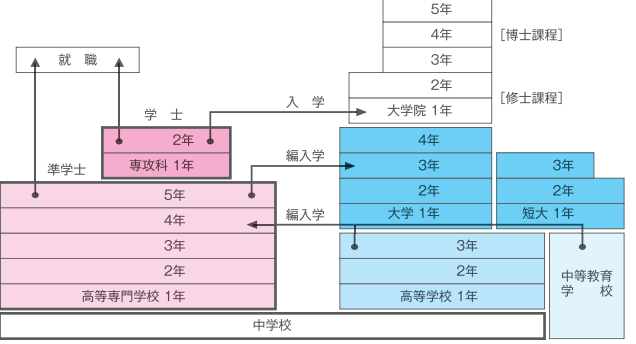 5年
4年
[博士課程]
3年
就 職
2年
[修士課程]
大学院 1年
入 学
学 士
2年
専攻科 1年
準学士
編入学
4年
3年
3年
2年
2年
大学 1年
短大 1年
5年
4年
編入学
3年
2年
高等専門学校 1年
3年
2年
高等学校 1年
中等教育
学 校
中学校